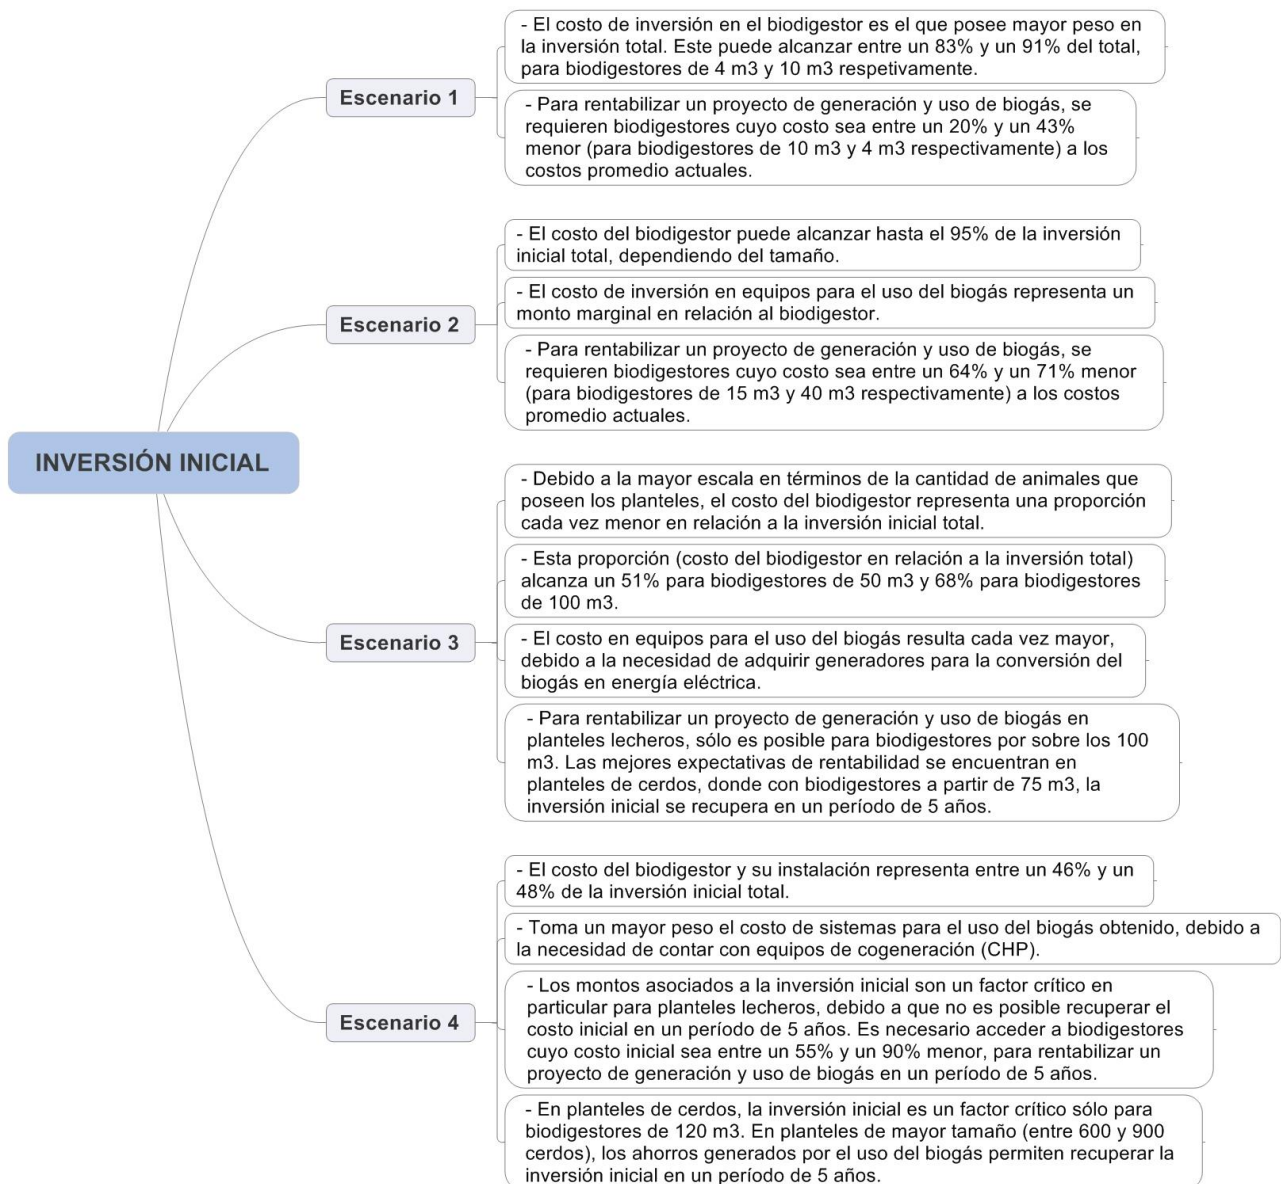 INVERSIÓN INICIAL
Escenario 1
- El costo de inversión en el biodigestor es el que posee mayor peso en
la inversión total. Este puede alcanzar entre un 83% y un 91% del total,
para biodigestores de 4 m3 y 10 m3 respetivamente.
- Para rentabilizar un proyecto de generación y uso de biogás, se
requieren biodigestores cuyo costo sea entre un 20% y un 43%
menor (para biodigestores de 10 m3 y 4 m3 respectivamente) a los
costos promedio actuales.
Escenario 2
- El costo del biodigestor puede alcanzar hasta el 95% de la inversión
inicial total, dependiendo del tamaño.
- El costo de inversión en equipos para el uso del biogás representa un
monto marginal en relación al biodigestor.
- Para rentabilizar un proyecto de generación y uso de biogás, se
requieren biodigestores cuyo costo sea entre un 64% y un 71% menor
(para biodigestores de 15 m3 y 40 m3 respectivamente) a los costos
promedio actuales.
Escenario 3
- Debido a la mayor escala en términos de la cantidad de animales que
poseen los planteles, el costo del biodigestor representa una proporción
cada vez menor en relación a la inversión inicial total.
- Esta proporción (costo del biodigestor en relación a la inversión total)
alcanza un 51% para biodigestores de 50 m3 y 68% para biodigestores
de 100 m3.
- El costo en equipos para el uso del biogás resulta cada vez mayor,
debido a la necesidad de adquirir generadores para la conversión del
biogás en energía eléctrica.
- Para rentabilizar un proyecto de generación y uso de biogás en
planteles lecheros, sólo es posible para biodigestores por sobre los 100
m3. Las mejores expectativas de rentabilidad se encuentran en
planteles de cerdos, donde con biodigestores a partir de 75 m3, la
inversión inicial se recupera en un período de 5 años.
Escenario 4
- El costo del biodigestor y su instalación representa entre un 46% y un
48% de la inversión inicial total.
- Toma un mayor peso el costo de sistemas para el uso del biogás obtenido, debido a
la necesidad de contar con equipos de cogeneración (CHP).
- Los montos asociados a la inversión inicial son un factor crítico en
particular para planteles lecheros, debido a que no es posible recuperar el
costo inicial en un período de 5 años. Es necesario acceder a biodigestores
cuyo costo inicial sea entre un 55% y un 90% menor, para rentabilizar un
proyecto de generación y uso de biogás en un período de 5 años.
- En planteles de cerdos, la inversión inicial es un factor crítico sólo para
biodigestores de 120 m3. En planteles de mayor tamaño (entre 600 y 900
cerdos), los ahorros generados por el uso del biogás permiten recuperar la
inversión inicial en un período de 5 años.